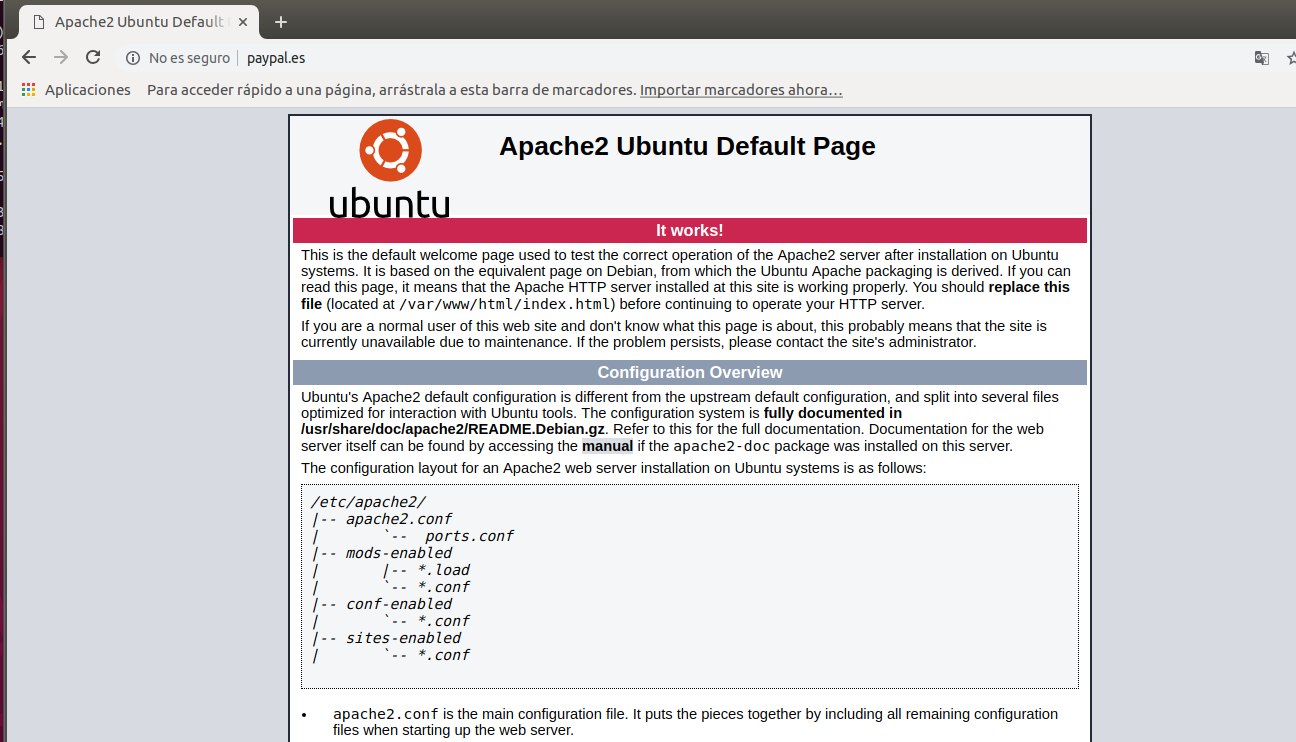 Apache2 Ubuntu Default
No es seguro | paypal.es
Aplicaciones Para acceder rápido a una página, arrástrala a esta barra de marcadores. Importar marcadores ahora…
Apache2 Ubuntu Default Page
ubuntu
It works!
This is the default welcome page used to test the correct operation of the Apache2 server after installation on Ubuntu
systems. It is based on the equivalent page on Debian, from which the Ubuntu Apache packaging is derived. If you can
read this page, it means that the Apache HTTP server installed at this site is working properly. You should replace this
file (located at /var/www/html/index.html) before continuing to operate your HTTP server.
If you are a normal user of this web site and don't know what this page is about, this probably means that the site is
currently unavailable due to maintenance. If the problem persists, please contact the site's administrator.
Configuration Overview
Ubuntu's Apache2 default configuration is different from the upstream default configuration, and split into several files
optimized for interaction with Ubuntu tools. The configuration system is fully documented in
/usr/share/doc/apache2/README.Debian.gz. Refer to this for the full documentation. Documentation for the web
server itself can be found by accessing the manual if the apache2-doc package was installed on this server.
The configuration layout for an Apache2 web server installation on Ubuntu systems is as follows:
/etc/apache2/
|-- apache2.conf
|       `--  ports.conf
|-- mods-enabled
|       |-- *.load
|       `-- *.conf
|-- conf-enabled
|       `-- *.conf
|-- sites-enabled
|       `-- *.conf
• apache2.conf is the main configuration file. It puts the pieces together by including all remaining configuration
files when starting up the web server.